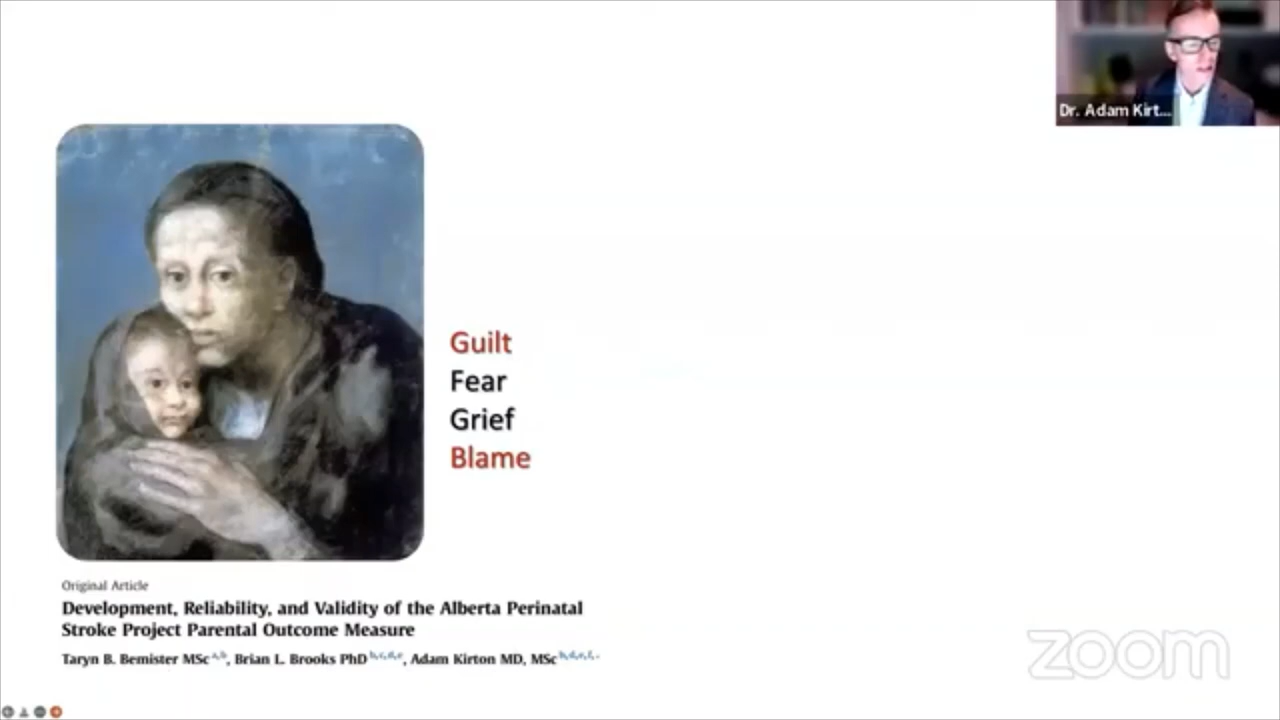 Dr. Adam Kirt...
Guilt
Fear
Grief
Blame
Original Article
Development, Reliability, and Validity of the Alberta Perinatal
Stroke Project Parental Outcome Measure
Taryn B. Bemister MSc a,b, Brian L. Brooks PhD b,c,d,e, Adam Kirton MD, MSc b,d,e,f,
zoom